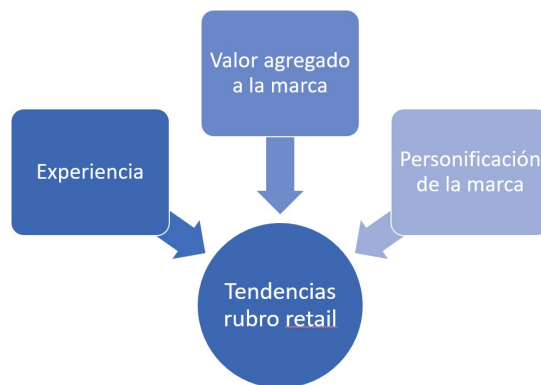 Valor agregado
a la marca
Experiencia
Personificación
de la marca
Tendencias
rubro retail